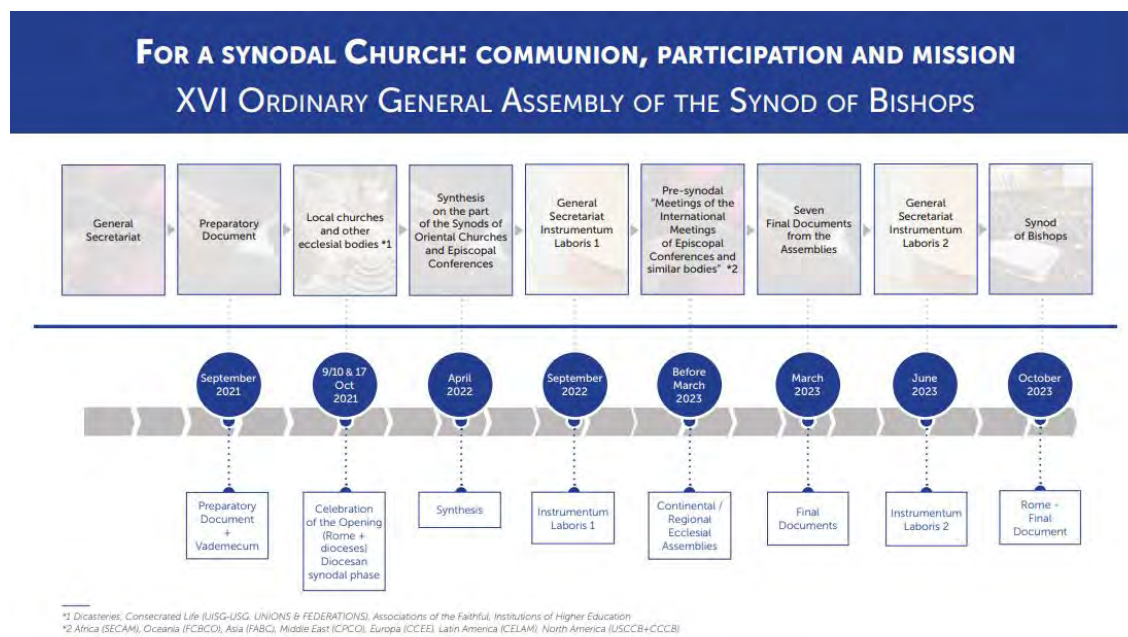 FOR A SYNODAL CHURCH: COMMUNION, PARTICIPATION AND MISSION
XVI ORDINARY GENERAL ASSEMBLY OF THE SYNOD OF BISHOPS
General
Secretariat
Preparatory
Document
Local churches
and other
ecclesial bodies *1
Synthesis
on the part
of the Synods of
Oriental Churches
and Episcopal
Conferences
General
Secretariat
Instrumentum
Laboris 1
Pre-synodal
"Meetings of the
International
Meetings
of Episcopal
Conferences and
similar bodies" *2
Seven
Final Documents
from the
Assemblies
General
Secretariat
Instrumentum
Laboris 2
Synod
of Bishops
September
2021
9/10 & 17
Oct
2021
April
2022
September
2022
Before
March
2023
March
2023
June
2023
October
2023
Preparatory
Document
+
Vademecum
Celebration
of the Opening
(Rome +
dioceses)
Diocesan
synodal phase
Synthesis
Instrumentum
Laboris 1
Continental /
Regional
Ecclesial
Assemblies
Final
Documents
Instrumentum
Laboris 2
Rome -
Final
Document
*1 Dicasteries, Consecrated Life (UISG-USG, UNIONS & FEDERATIONS), Associations of the Faithful, Institutions of Higher Education
*2 Africa (SECAM), Oceania (FCBCO), Asia (FABC), Middle East (CPCO), Europa (CCEE), Latin America (CELAM), North America (USCCB+CCCB)